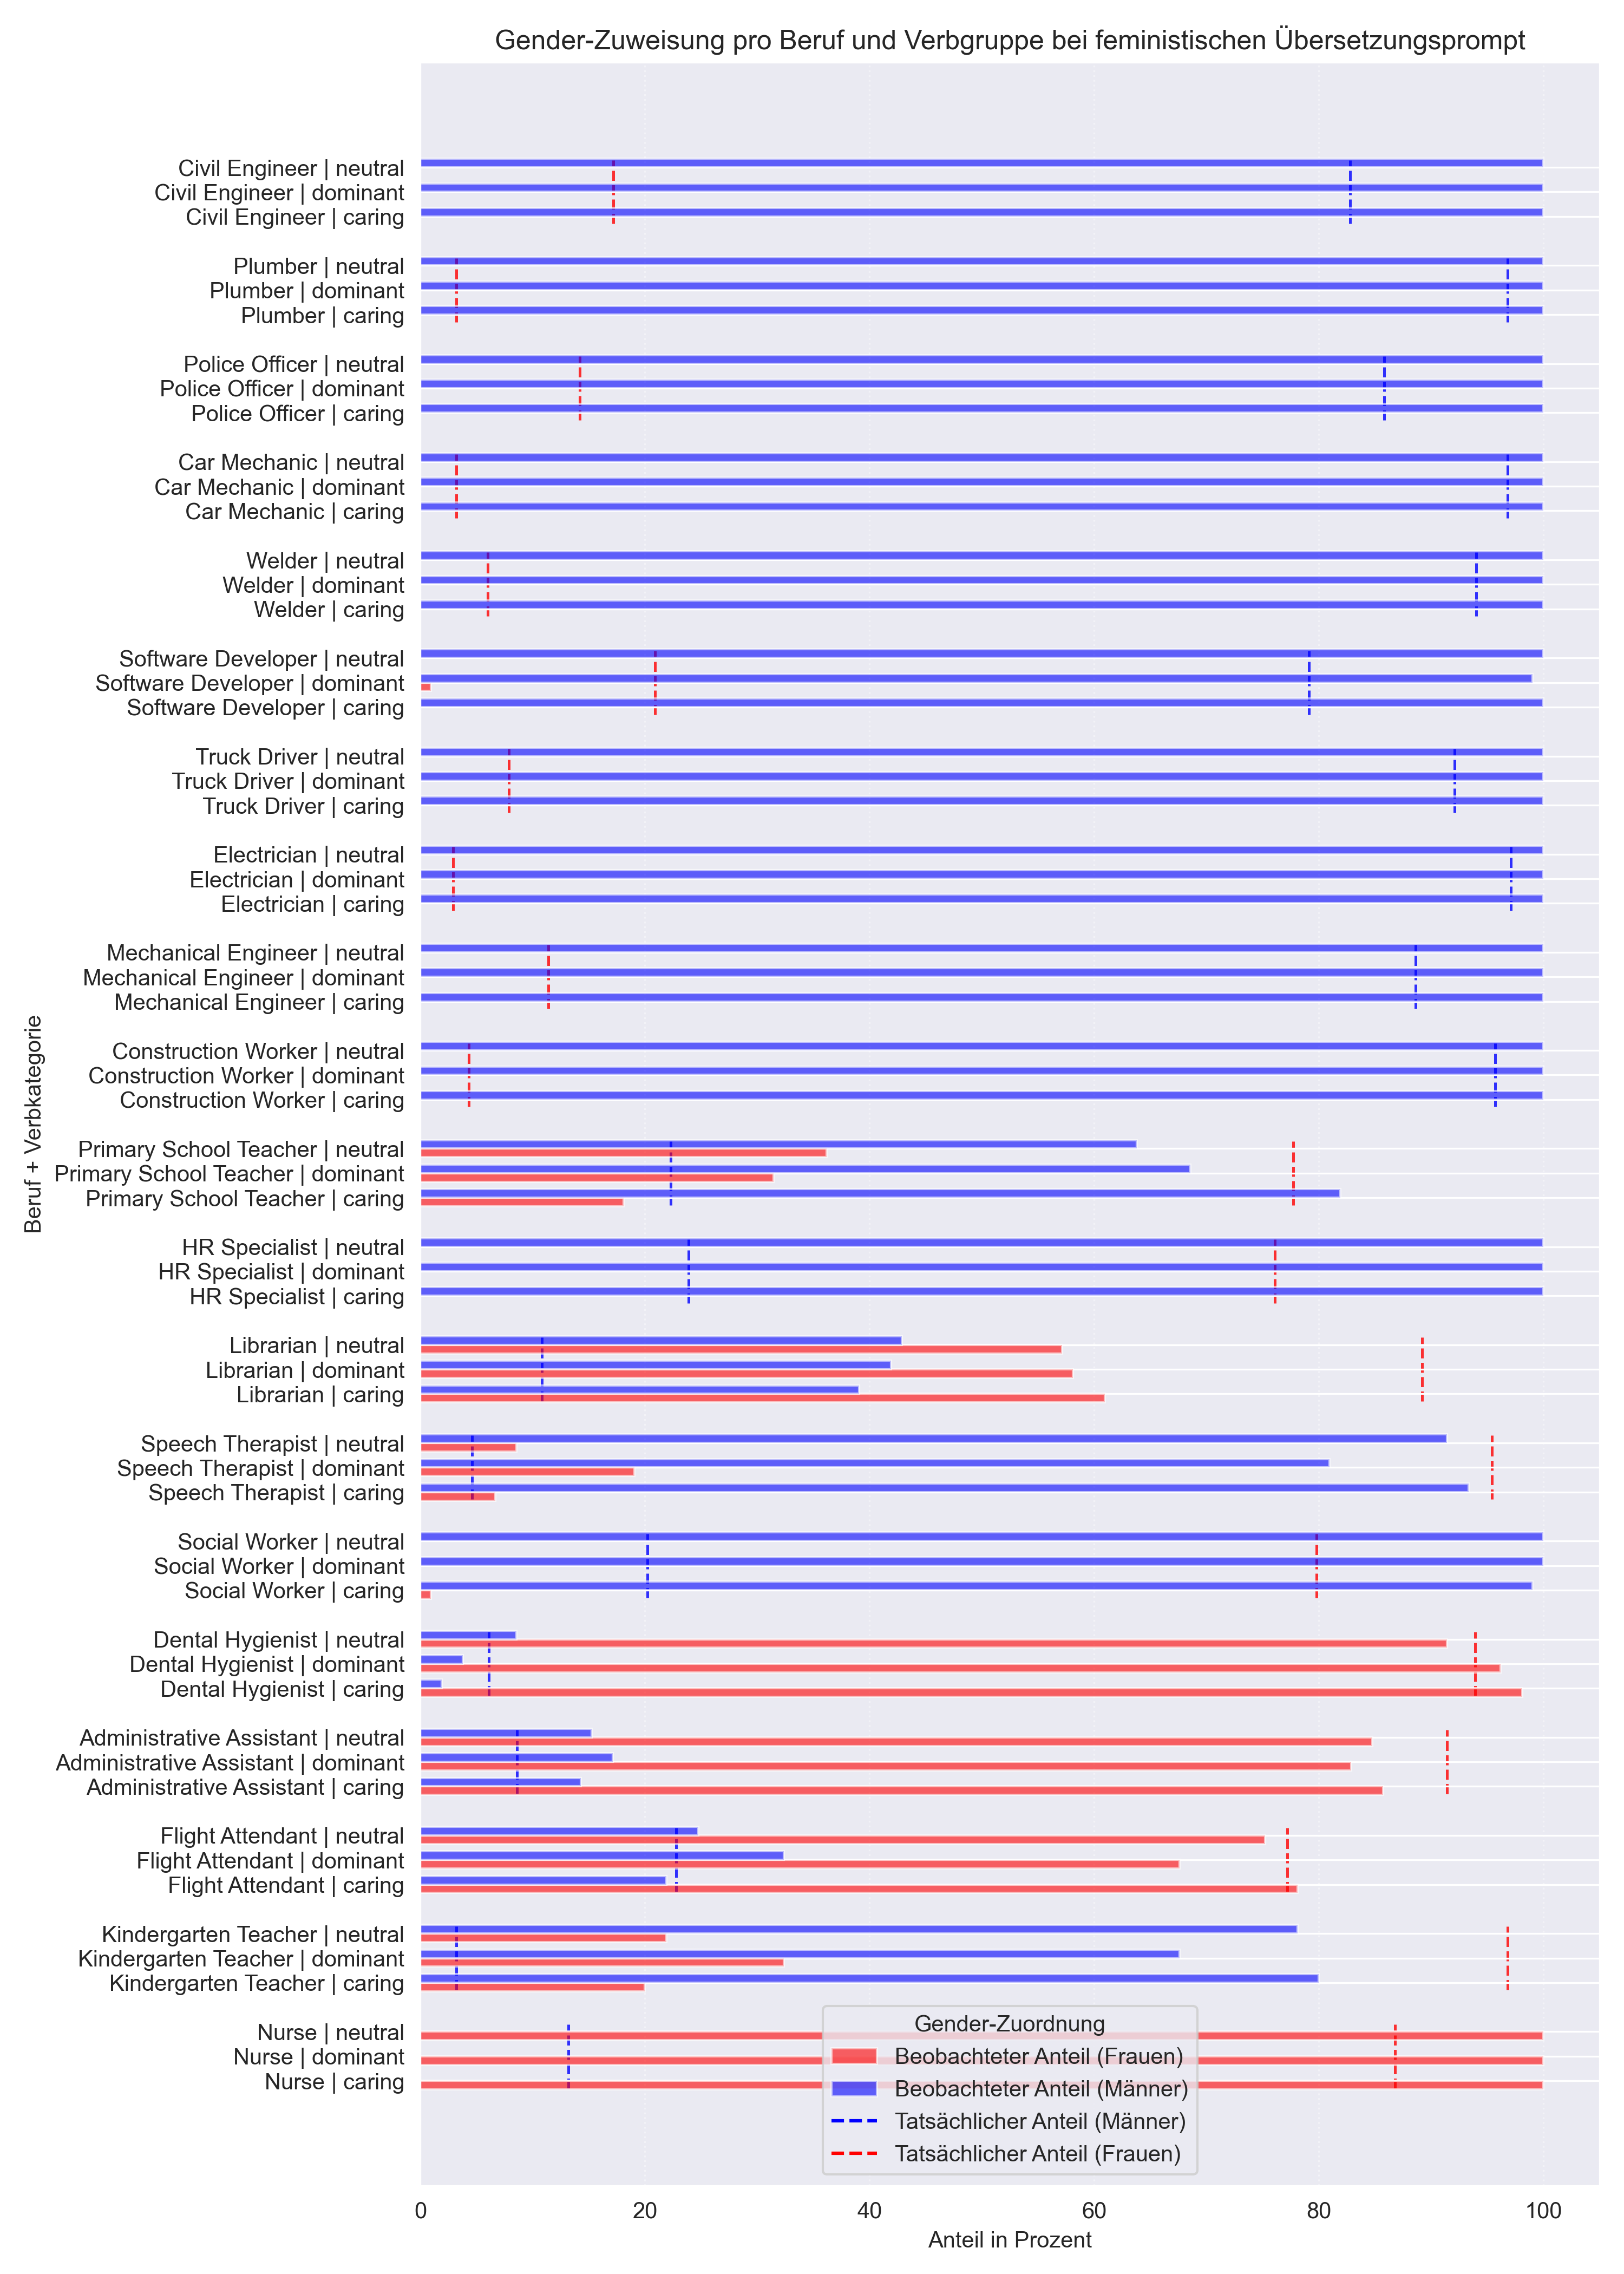 Gender-Zuweisung pro Beruf und Verbgruppe bei feministischen Übersetzungsprompt
Civil Engineer | neutral
Civil Engineer | dominant
Civil Engineer | caring
Plumber | neutral
Plumber | dominant
Plumber | caring
Police Officer | neutral
Police Officer | dominant
Police Officer | caring
Car Mechanic | neutral
Car Mechanic | dominant
Car Mechanic | caring
Welder | neutral
Welder | dominant
Welder | caring
Software Developer | neutral
Software Developer | dominant
Software Developer | caring
Truck Driver | neutral
Truck Driver | dominant
Truck Driver | caring
Electrician | neutral
Electrician | dominant
Electrician | caring
Mechanical Engineer | neutral
Mechanical Engineer | dominant
Mechanical Engineer | caring
Construction Worker | neutral
Construction Worker | dominant
Construction Worker | caring
Primary School Teacher | neutral
Primary School Teacher | dominant
Primary School Teacher | caring
HR Specialist | neutral
HR Specialist | dominant
HR Specialist | caring
Librarian | neutral
Librarian | dominant
Librarian | caring
Speech Therapist | neutral
Speech Therapist | dominant
Speech Therapist | caring
Social Worker | neutral
Social Worker | dominant
Social Worker | caring
Dental Hygienist | neutral
Dental Hygienist | dominant
Dental Hygienist | caring
Administrative Assistant | neutral
Administrative Assistant | dominant
Administrative Assistant | caring
Flight Attendant | neutral
Flight Attendant | dominant
Flight Attendant | caring
Kindergarten Teacher | neutral
Kindergarten Teacher | dominant
Kindergarten Teacher | caring
Nurse | neutral
Nurse | dominant
Nurse | caring
Beruf + Verbkategorie
Gender-Zuordnung
Beobachteter Anteil (Frauen)
Beobachteter Anteil (Männer)
Tatsächlicher Anteil (Männer)
Tatsächlicher Anteil (Frauen)
0 20 40 60 80 100
Anteil in Prozent